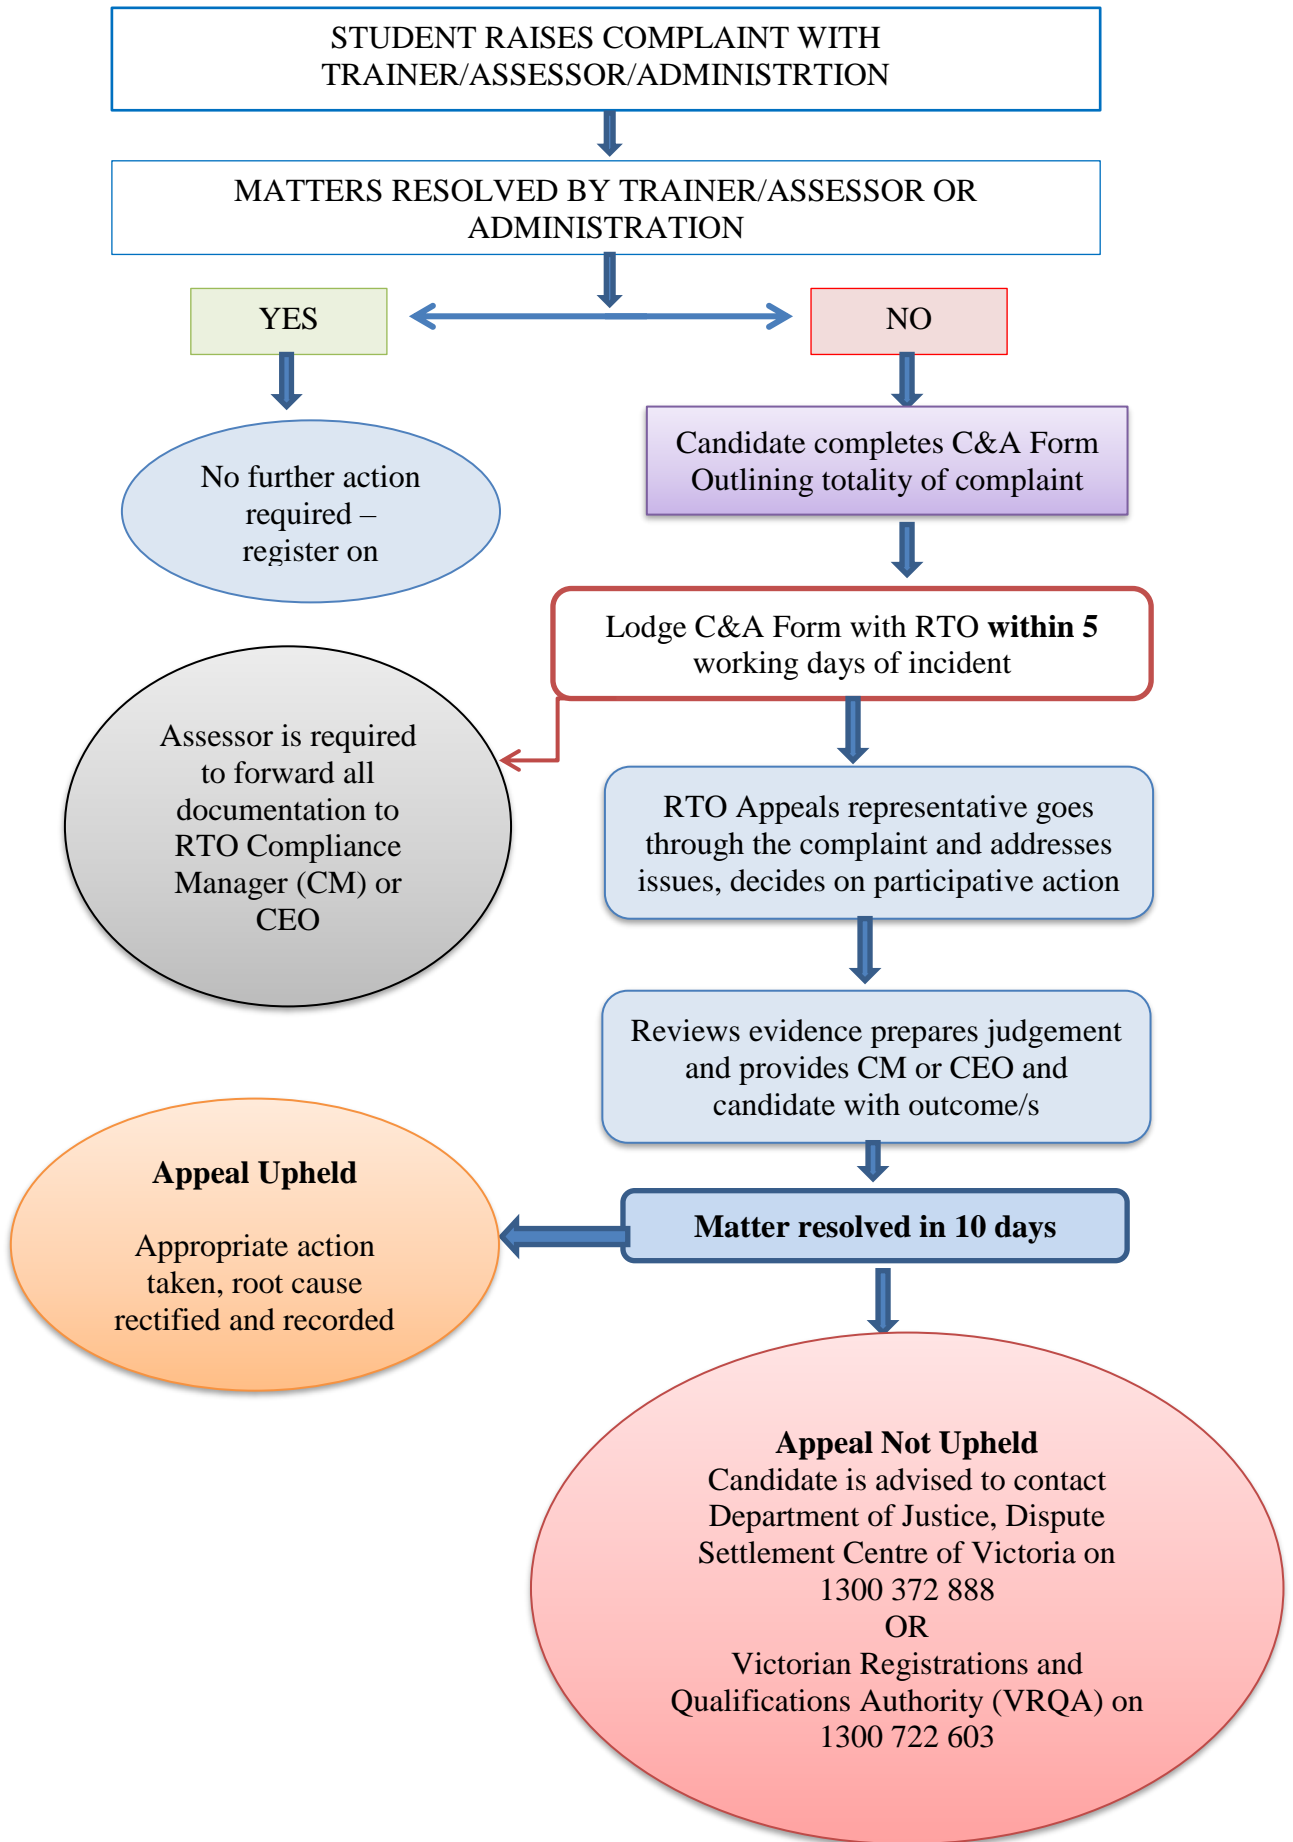 STUDENT RAISES COMPLAINT WITH
TRAINER/ASSESSOR/ADMINISTRTION
MATTERS RESOLVED BY TRAINER/ASSESSOR OR
ADMINISTRATION
YES
NO
No further action
required –
register on
Candidate completes C&A Form
Outlining totality of complaint
Lodge C&A Form with RTO within 5
working days of incident
Assessor is required
to forward all
documentation to
RTO Compliance
Manager (CM) or
CEO
RTO Appeals representative goes
through the complaint and addresses
issues, decides on participative action
Reviews evidence prepares judgement
and provides CM or CEO and
candidate with outcome/s
Matter resolved in 10 days
Appeal Upheld
Appropriate action
taken, root cause
rectified and recorded
Appeal Not Upheld
Candidate is advised to contact
Department of Justice, Dispute
Settlement Centre of Victoria on
1300 372 888
OR
Victorian Registrations and
Qualifications Authority (VRQA) on
1300 722 603